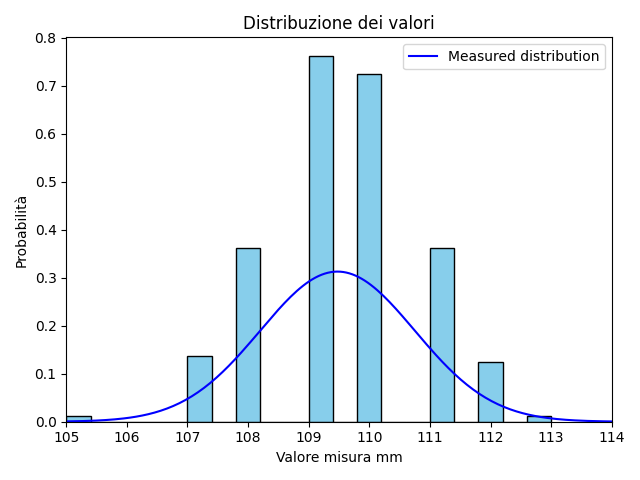 Distribuzione dei valori
Measured distribution
Probabilità
0.8
0.7
0.6
0.5
0.4
0.3
0.2
0.1
0.0
105 106 107 108 109 110 111 112 113 114
Valore misura mm